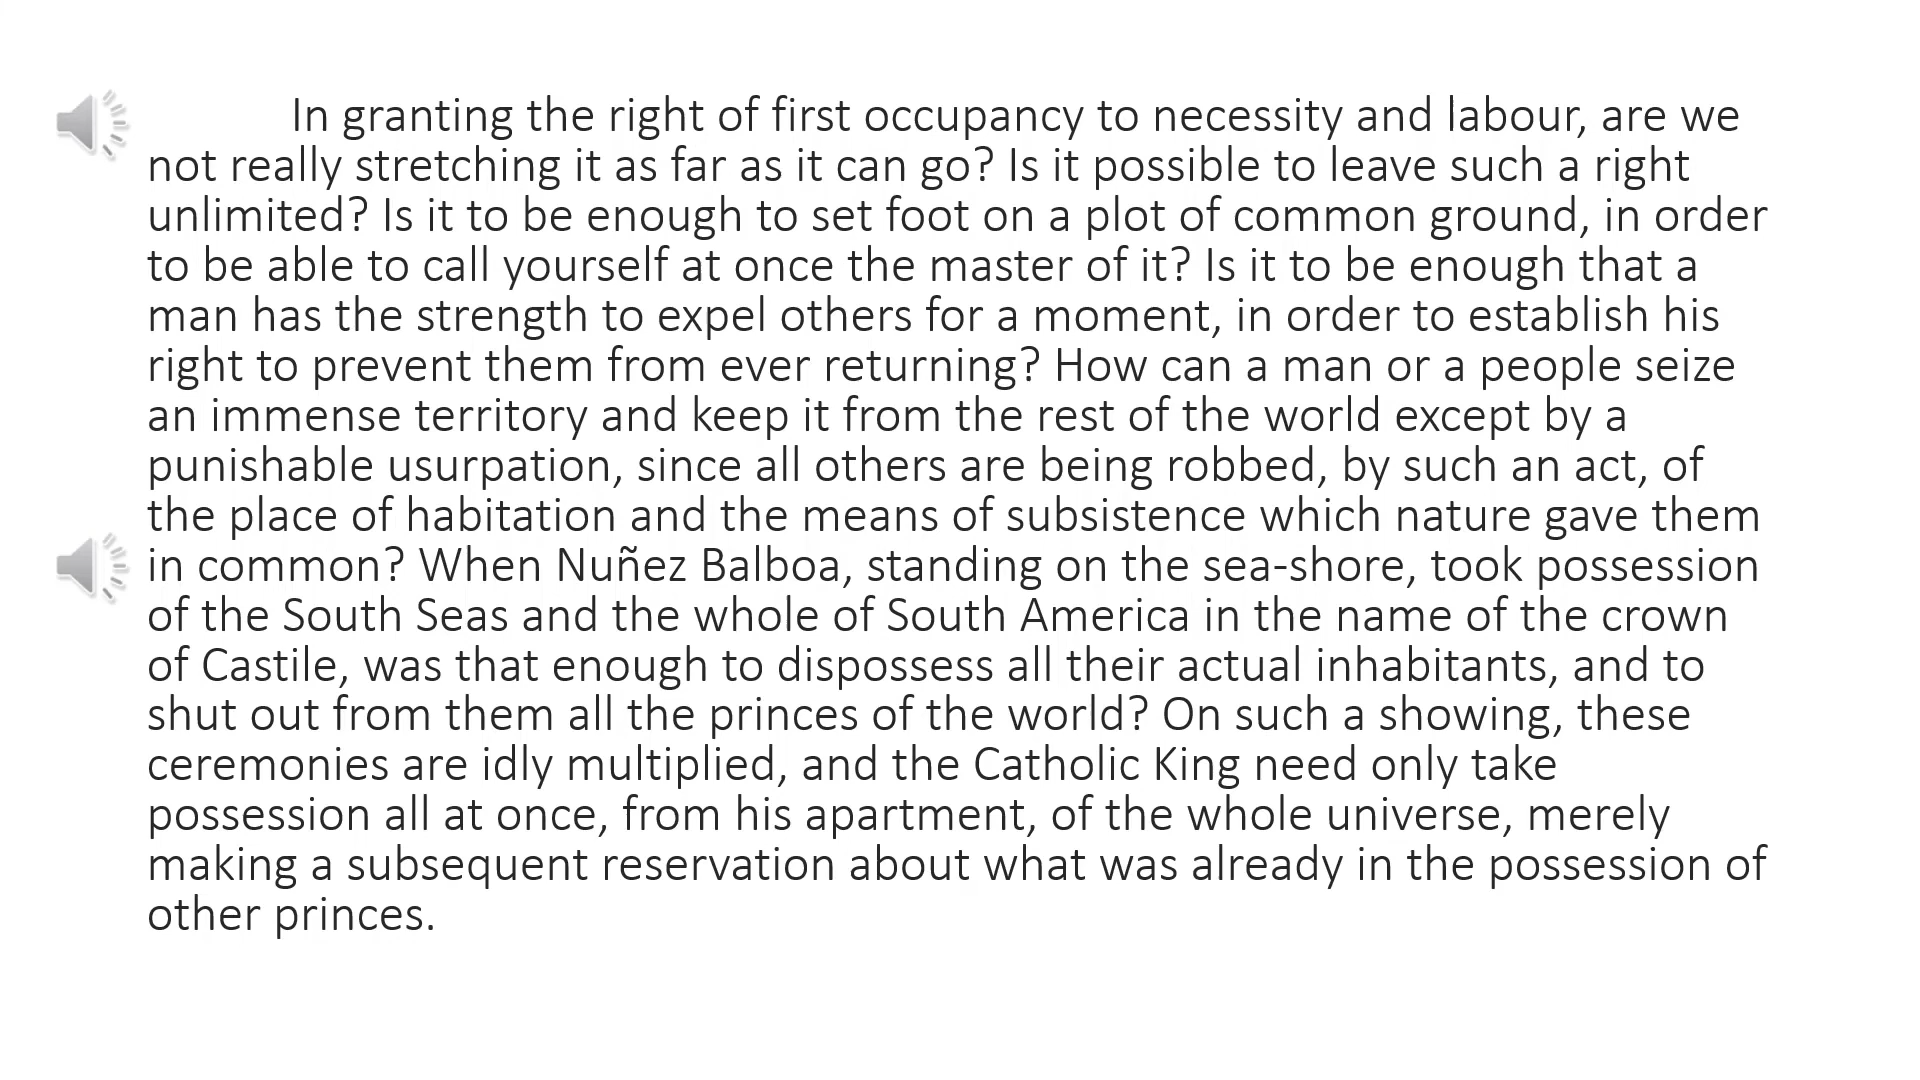 In granting the right of first occupancy to necessity and labour, are we
not really stretching it as far as it can go? Is it possible to leave such a right
unlimited? Is it to be enough to set foot on a plot of common ground, in order
to be able to call yourself at once the master of it? Is it to be enough that a
man has the strength to expel others for a moment, in order to establish his
right to prevent them from ever returning? How can a man or a people seize
an immense territory and keep it from the rest of the world except by a
punishable usurpation, since all others are being robbed, by such an act, of
the place of habitation and the means of subsistence which nature gave them
in common? When Nuñez Balboa, standing on the sea-shore, took possession
of the South Seas and the whole of South America in the name of the crown
of Castile, was that enough to dispossess all their actual inhabitants, and to
shut out from them all the princes of the world? On such a showing, these
ceremonies are idly multiplied, and the Catholic King need only take
possession all at once, from his apartment, of the whole universe, merely
making a subsequent reservation about what was already in the possession of
other princes.